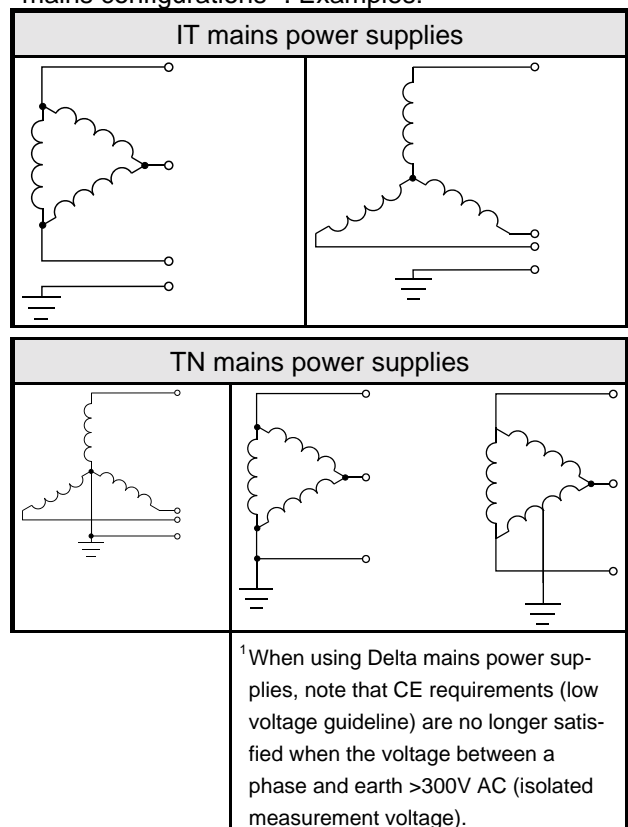 mains configurations
. Examples:
IT mains power supplies
TN mains power supplies
1When using Delta mains power sup-
plies, note that CE requirements (low
voltage guideline) are no longer satis-
fied when the voltage between a
phase and earth >300V AC (isolated
measurement voltage).